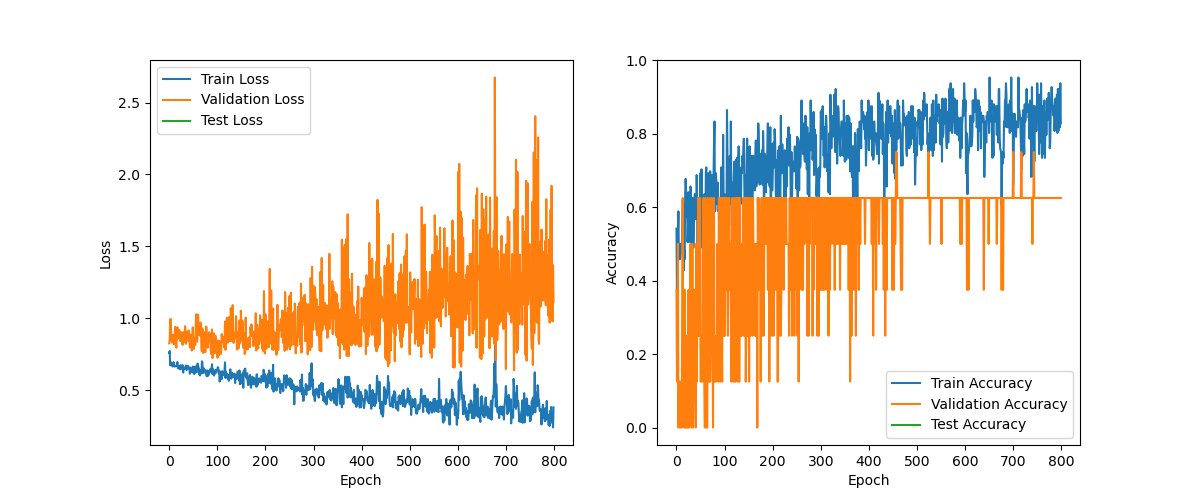 Train Loss
Validation Loss
Test Loss
2.5
2.0
1.5
1.0
0.5
Loss
0 100 200 300 400 500 600 700 800
Epoch
1.0
0.8
0.6
0.4
0.2
0.0
Accuracy
Train Accuracy
Validation Accuracy
Test Accuracy
0 100 200 300 400 500 600 700 800
Epoch